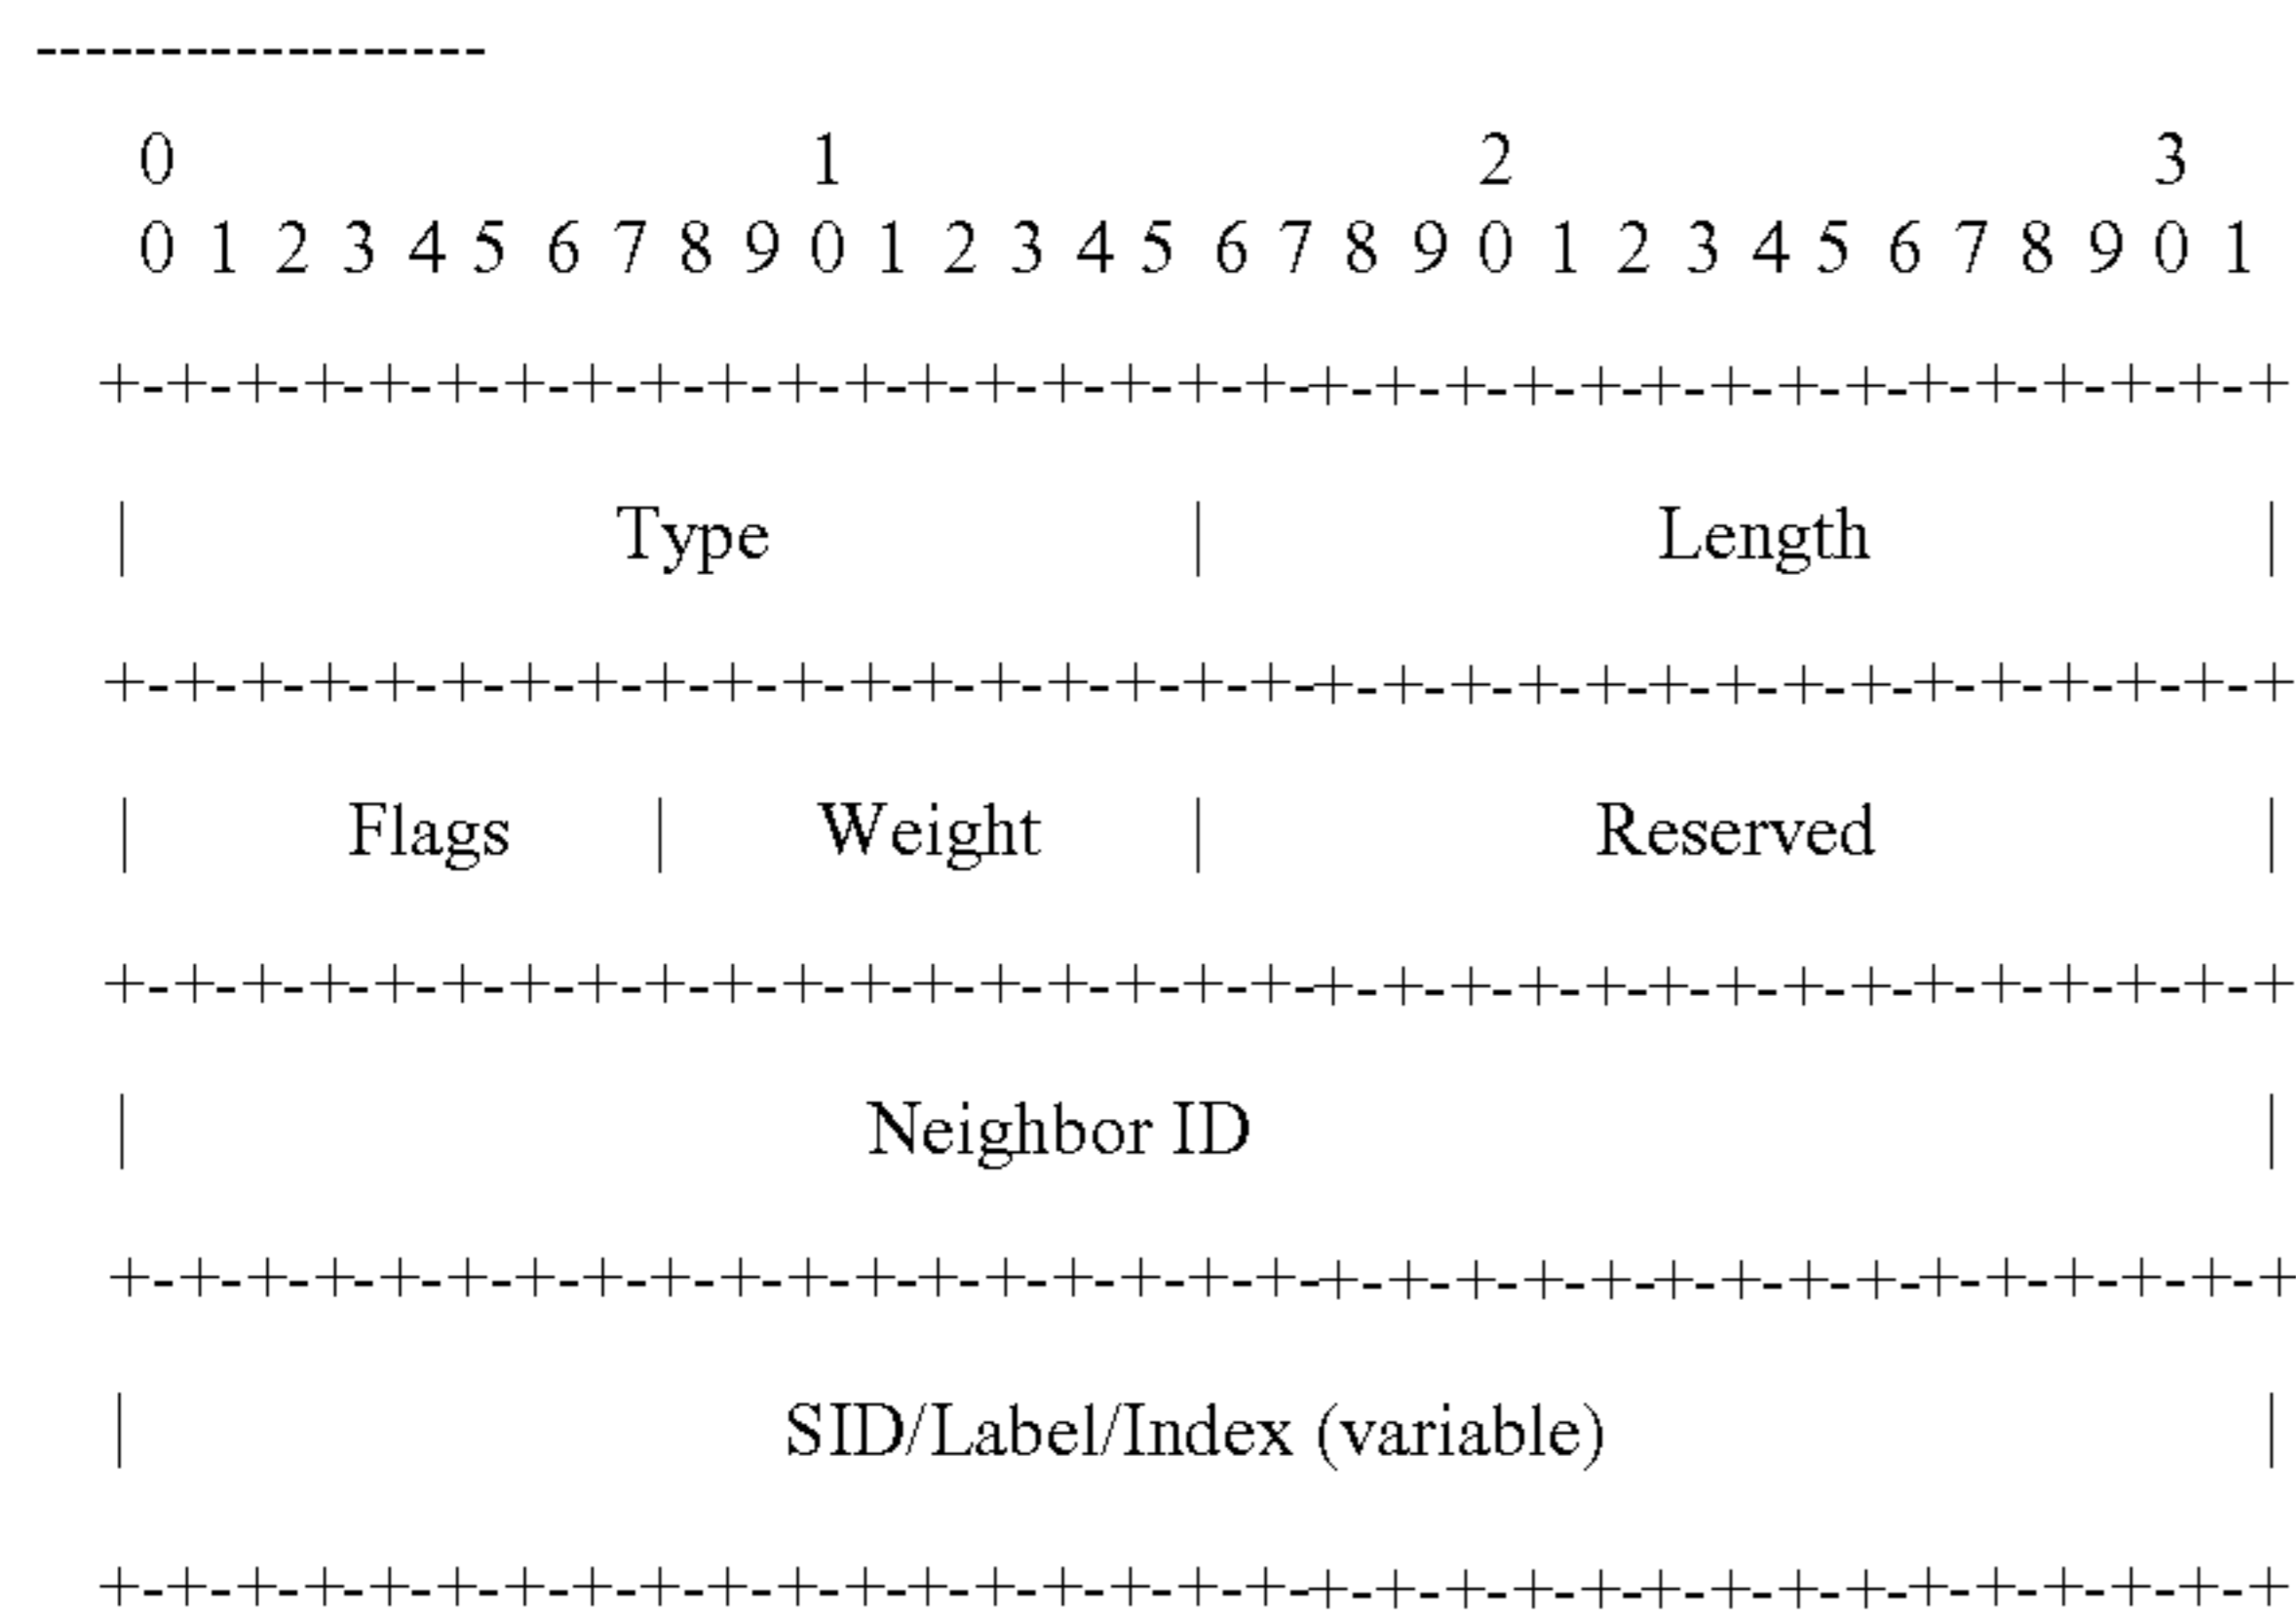 ------------------
0 1 2 3
0 1 2 3 4 5 6 7 8 9 0 1 2 3 4 5 6 7 8 9 0 1 2 3 4 5 6 7 8 9 0 1
+-+-+-+-+-+-+-+-+-+-+-+-+-+-+-+-+-+-+-+-+-+-+-+-+-+-+-+-+-+-+-+-+
| Type | Length |
+-+-+-+-+-+-+-+-+-+-+-+-+-+-+-+-+-+-+-+-+-+-+-+-+-+-+-+-+-+-+-+-+
| Flags | Weight | Reserved |
+-+-+-+-+-+-+-+-+-+-+-+-+-+-+-+-+-+-+-+-+-+-+-+-+-+-+-+-+-+-+-+-+
| Neighbor ID |
+-+-+-+-+-+-+-+-+-+-+-+-+-+-+-+-+-+-+-+-+-+-+-+-+-+-+-+-+-+-+-+-+
| SID/Label/Index (variable) |
+-+-+-+-+-+-+-+-+-+-+-+-+-+-+-+-+-+-+-+-+-+-+-+-+-+-+-+-+-+-+-+-+